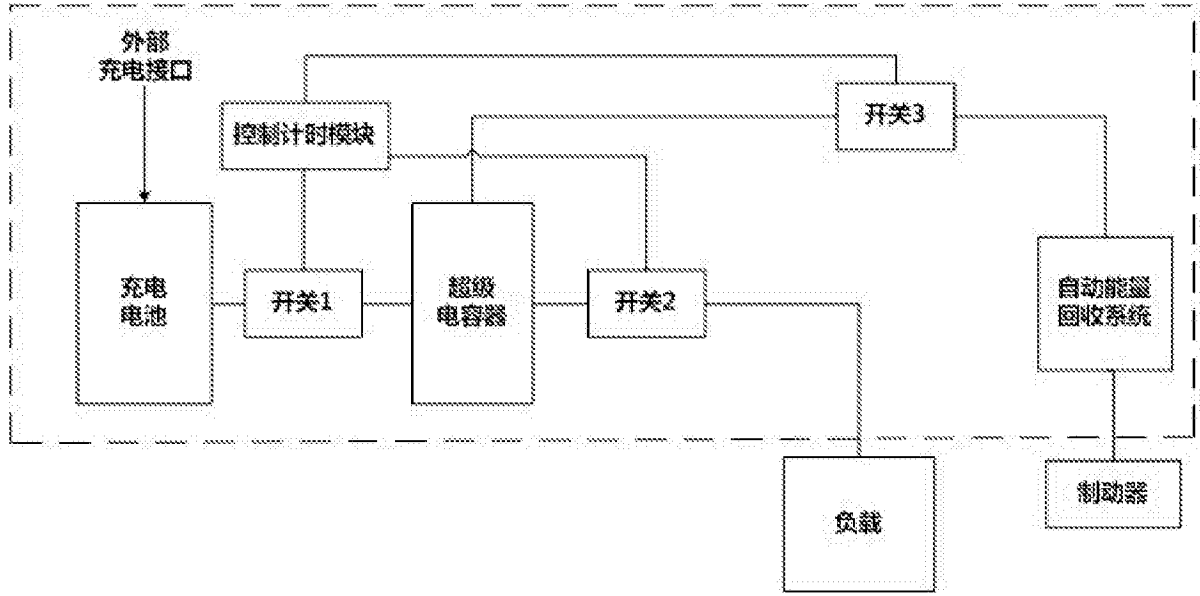 外部
充电接口
控制计时模块
开关3
充电
电池
开关1
超级
电容器
开关2
自动能量
回收系统
负载
制动器